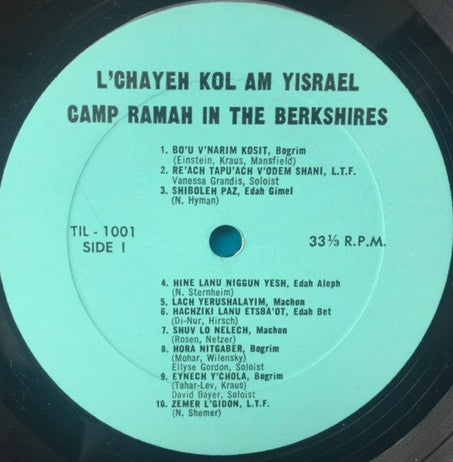 L'CHAYEH KOL AM YISRAEL
CAMP RAMAH IN THE BERKSHIRES
1. BO'U V'NARIM KOSIT, Bogrim
(Einstein, Kraus, Mansfield)
2. RE'ACH TAPU'ACH V'ODEM SHANI, L.T.F.
Vanessa Grandis, Soloist
3. SHIBOLEH PAZ, Edah Gimel
(N. Hyman)
TIL - 1001
SIDE 1
33⅓ R.P.M.
4. HINE LANU NIGGUN YESH, Edah Aleph
(N. Sternheim)
5. LACH YERUSHALAYIM, Machon
6. HACHZIKI LANU ETSBA'OT, Edah Bet
(Di-Nur, Hirsch)
7. SHUV LO NELECH, Machon
(Rosen, Netzer)
8. HORA NITGABER, Bogrim
(Mohar, Wilensky)
Ellyse Gordon, Soloist
9. EYNECH Y'CHOLA, Bogrim
(Tahar-Lev, Kraus)
David Bayer, Soloist
10. ZEMER L'GIDON, L.T.F.
(N. Shemer)